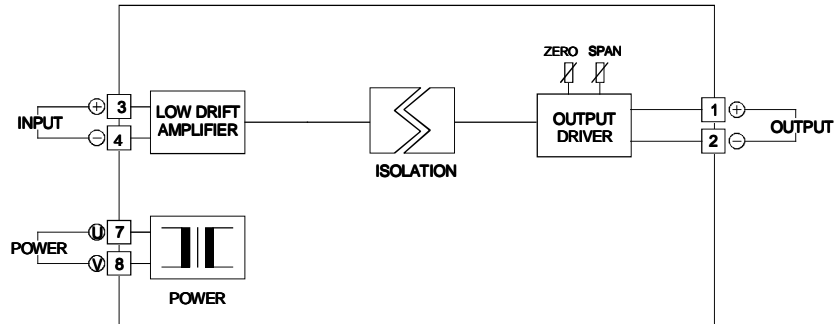 ZERO SPAN
INPUT
+ 3
− 4
LOW DRIFT
AMPLIFIER
ISOLATION
OUTPUT
DRIVER
1 +
2 −
OUTPUT
POWER
U 7
V 8
POWER